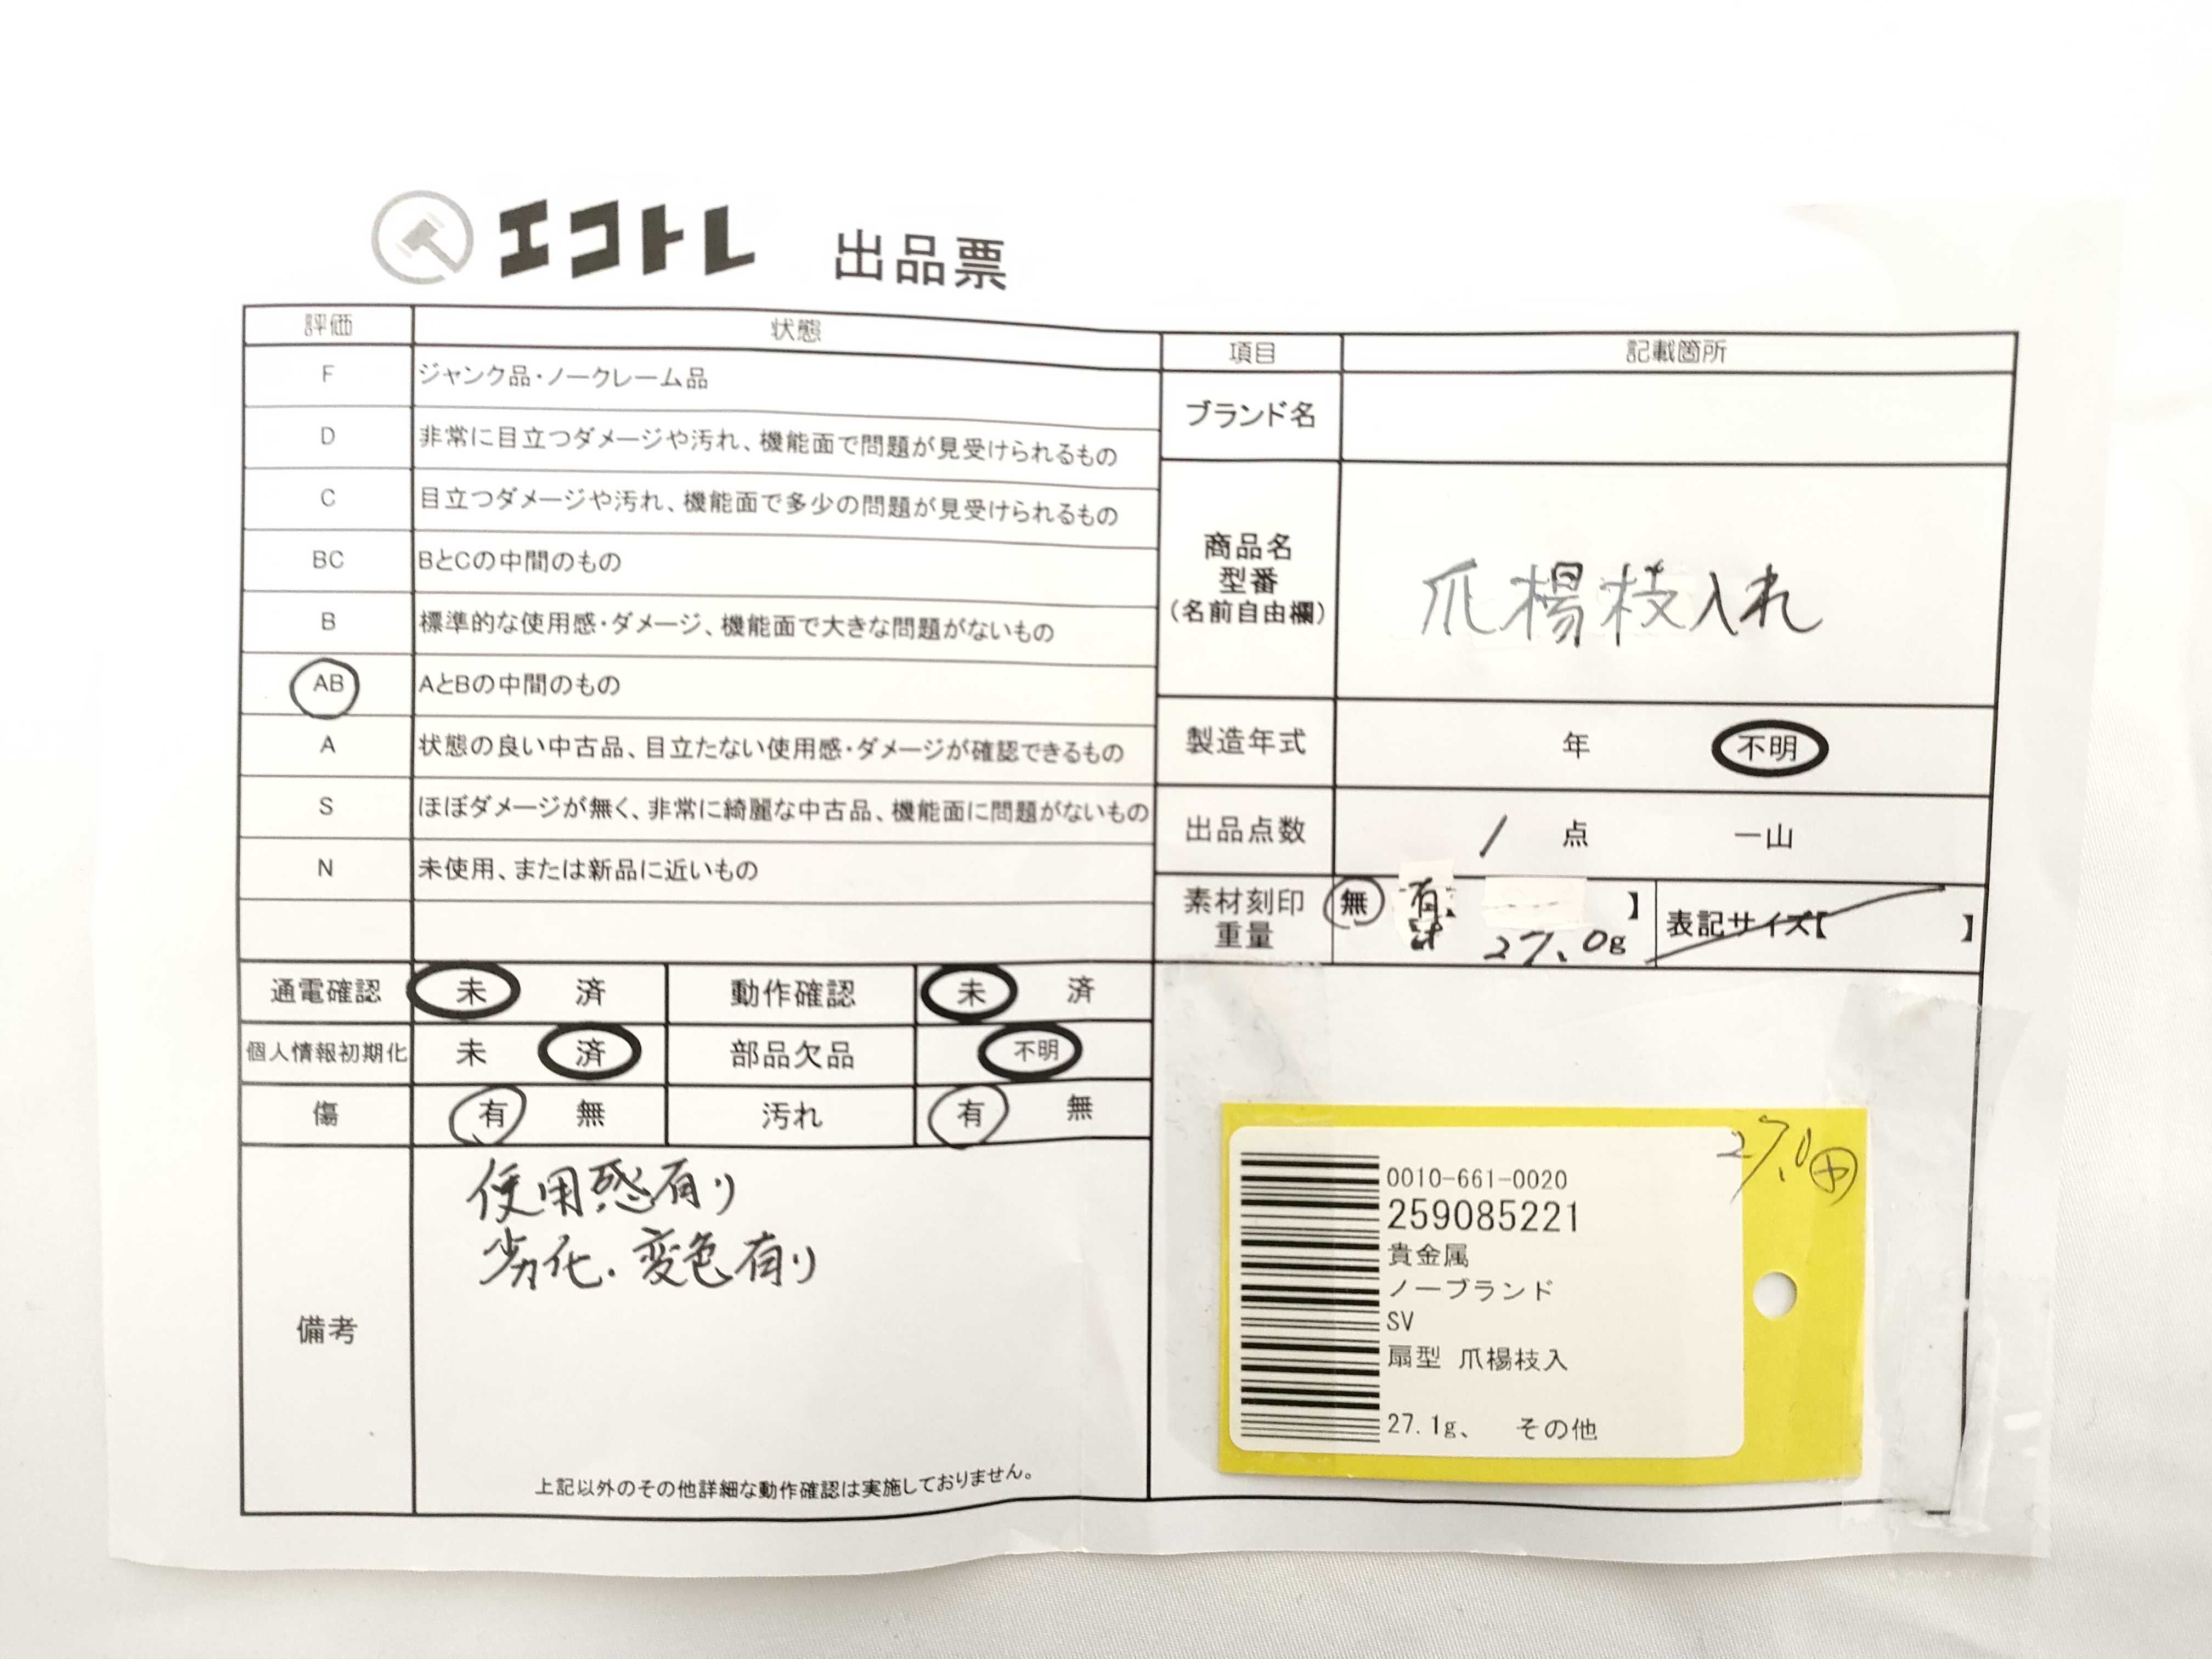 エコトレ 出品票
評価 状態
F ジャンク品・ノークレーム品
D 非常に目立つダメージや汚れ、機能面で問題が見受けられるもの
C 目立つダメージや汚れ、機能面で多少の問題が見受けられるもの
BC BとCの中間のもの
B 標準的な使用感・ダメージ、機能面で大きな問題がないもの
AB AとBの中間のもの
A 状態の良い中古品、目立たない使用感・ダメージが確認できるもの
S ほぼダメージが無く、非常に綺麗な中古品、機能面に問題がないもの
N 未使用、または新品に近いもの
通電確認 未 済 動作確認 未 済
個人情報初期化 未 済 部品欠品 不明
傷 有 無 汚れ 有 無
備考
使用感有り
劣化・変色有り
上記以外のその他詳細な動作確認は実施しておりません。
項目 記載箇所
ブランド名
商品名
型番
(名前自由欄)
爪楊枝入れ
製造年式 年 不明
出品点数 1 点 一山
素材刻印 無 有 】
重量 27.0g
表記サイズ【 】
27.0
0010-661-0020
259085221
貴金属
ノーブランド
SV
扇型 爪楊枝入
27.1g、 その他